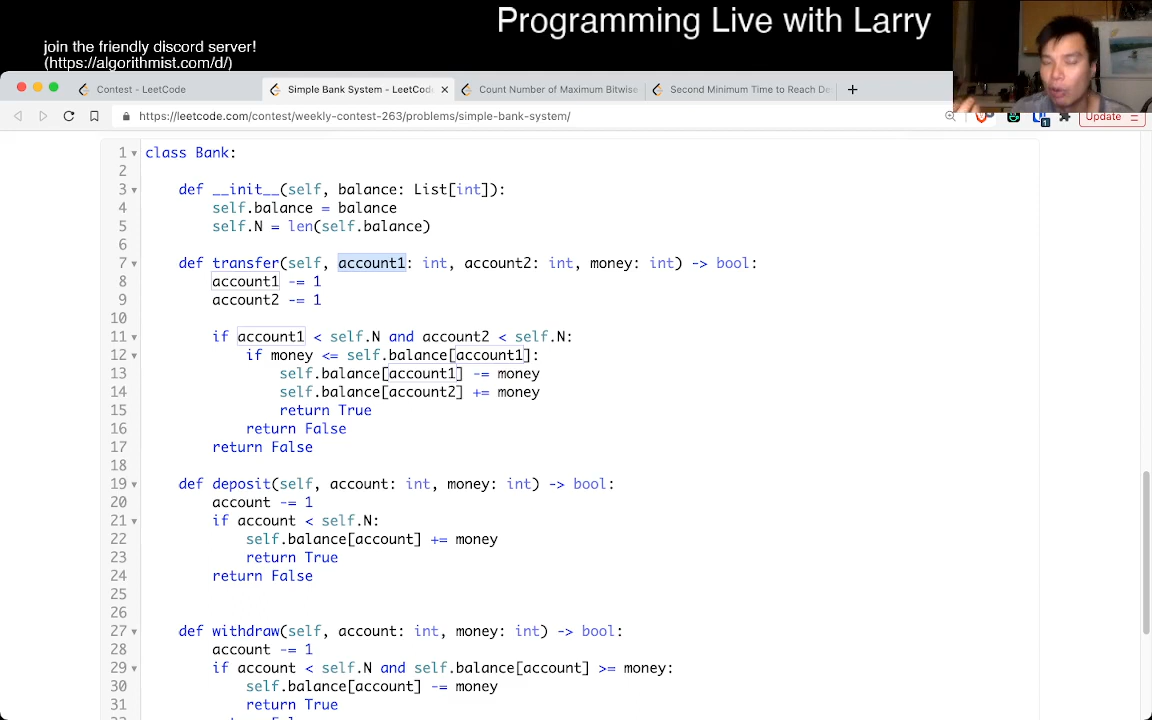 Programming Live with Larry
join the friendly discord server!
(https://algorithmist.com/d/)
Contest - LeetCode
Simple Bank System - LeetCod
Count Number of Maximum Bitwise
Second Minimum Time to Reach De
https://leetcode.com/contest/weekly-contest-263/problems/simple-bank-system/
Update
1 class Bank:
2
3 def __init__(self, balance: List[int]):
4 self.balance = balance
5 self.N = len(self.balance)
6
7 def transfer(self, account1: int, account2: int, money: int) -> bool:
8 account1 -= 1
9 account2 -= 1
10
11 if account1 < self.N and account2 < self.N:
12 if money <= self.balance[account1]:
13 self.balance[account1] -= money
14 self.balance[account2] += money
15 return True
16 return False
17 return False
18
19 def deposit(self, account: int, money: int) -> bool:
20 account -= 1
21 if account < self.N:
22 self.balance[account] += money
23 return True
24 return False
25
26
27 def withdraw(self, account: int, money: int) -> bool:
28 account -= 1
29 if account < self.N and self.balance[account] >= money:
30 self.balance[account] -= money
31 return True